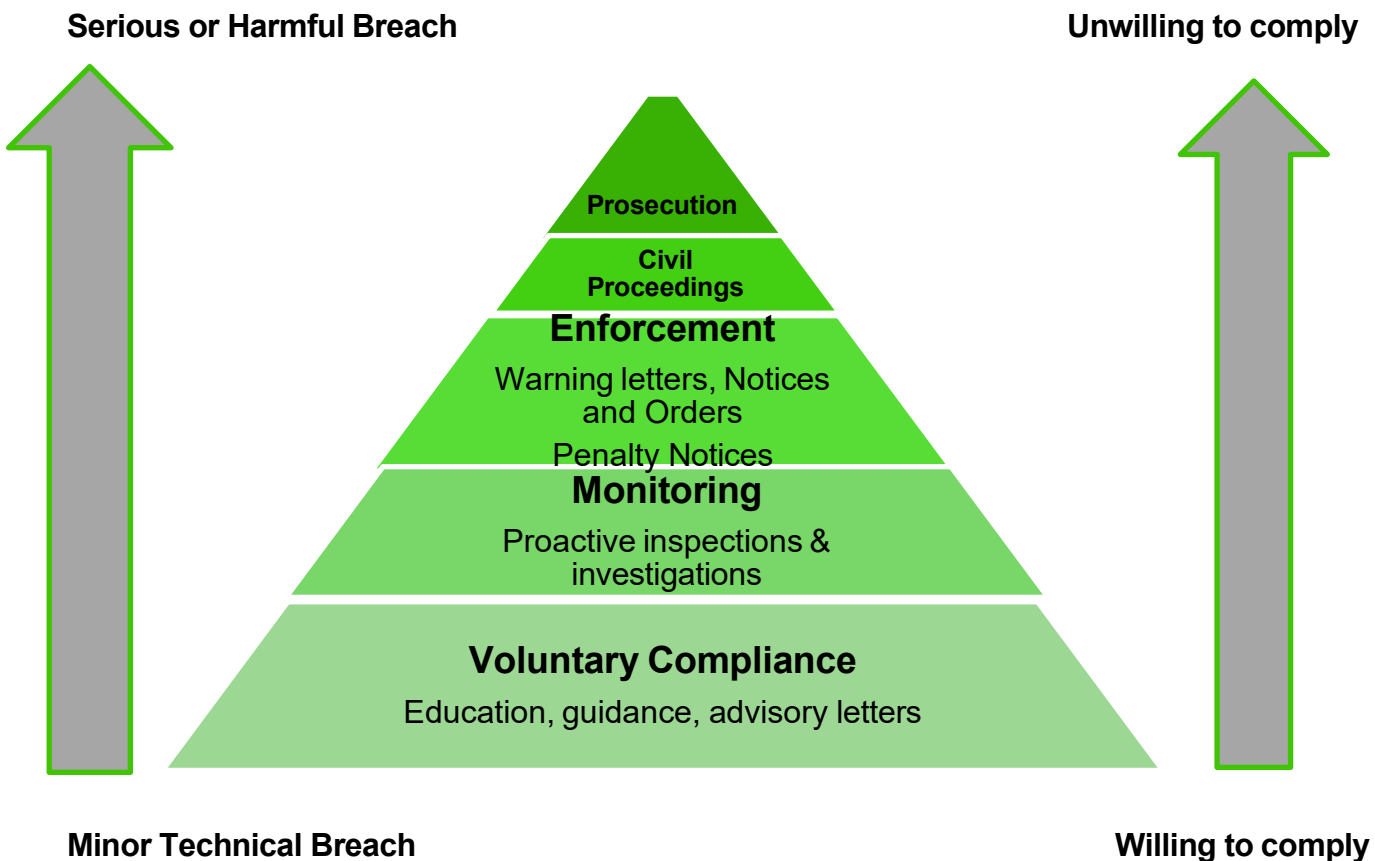 Serious or Harmful Breach
Unwilling to comply
Prosecution
Civil
Proceedings
Enforcement
Warning letters, Notices
and Orders
Penalty Notices
Monitoring
Proactive inspections &
investigations
Voluntary Compliance
Education, guidance, advisory letters
Minor Technical Breach
Willing to comply